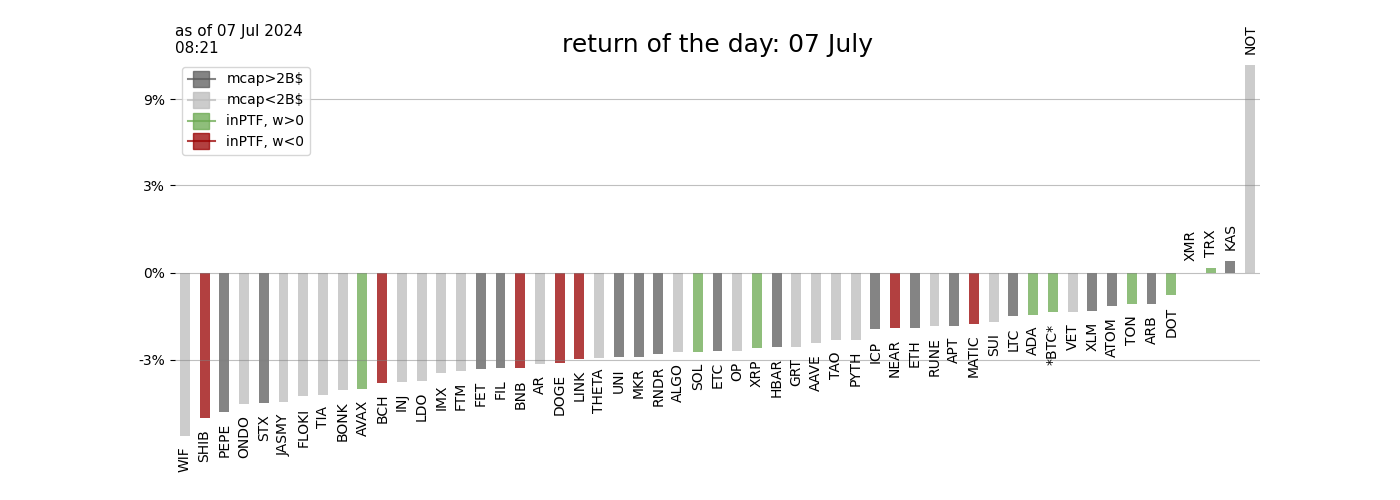 as of 07 Jul 2024
08:21
return of the day: 07 July
mcap>2B$
mcap<2B$
inPTF, w>0
inPTF, w<0
9%
3%
0%
-3%
WIF
SHIB
PEPE
ONDO
STX
JASMY
FLOKI
TIA
BONK
AVAX
BCH
INJ
LDO
IMX
FTM
FET
FIL
BNB
AR
DOGE
LINK
THETA
UNI
MKR
RNDR
ALGO
SOL
ETC
OP
XRP
HBAR
GRT
AAVE
TAO
PYTH
ICP
NEAR
ETH
RUNE
APT
MATIC
SUI
LTC
ADA
*BTC*
VET
XLM
ATOM
TON
ARB
DOT
XMR
TRX
KAS
NOT